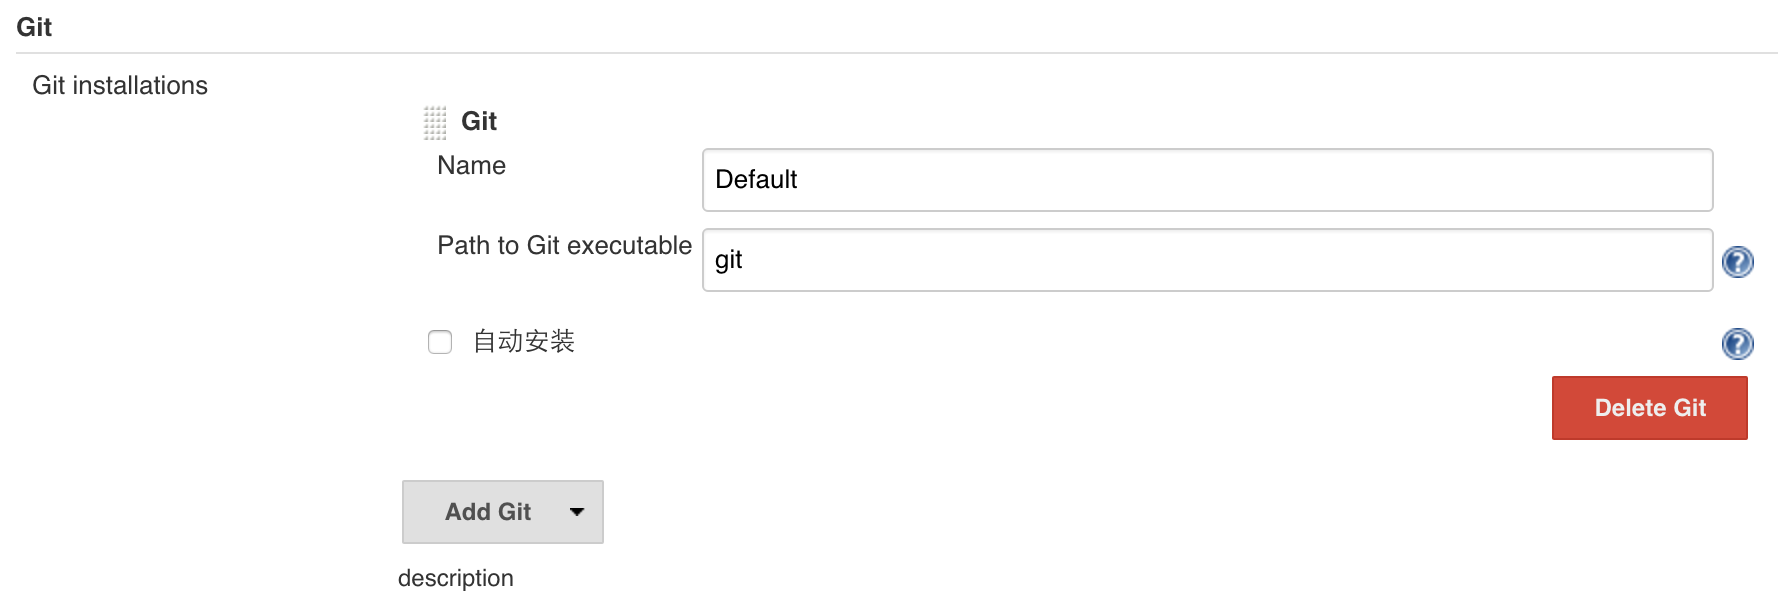 Git
Git installations
Git
Name
Default
Path to Git executable
git
自动安装
Delete Git
Add Git
description